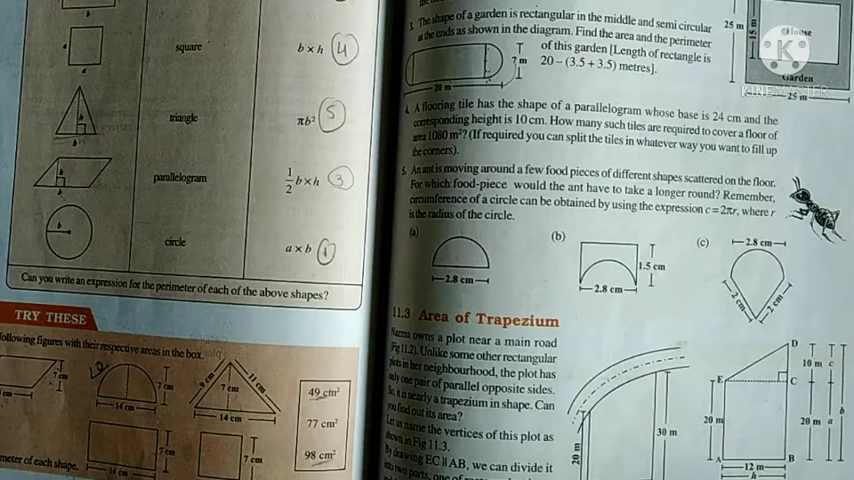 a
a
square
b × h
4
h
b
triangle
πb²
5
h
b
parallelogram
1/2 b × h
3
b
circle
a × b
1
Can you write an expression for the perimeter of each of the above shapes?
TRY THESE
following figures with their respective areas in the box.
7 cm
14 cm
7 cm
9 cm
11 cm
7 cm
14 cm
49 cm²
77 cm²
98 cm²
7 cm
14 cm
7 cm
meter of each shape.
3. The shape of a garden is rectangular in the middle and semi circular
at the ends as shown in the diagram. Find the area and the perimeter
of this garden [Length of rectangle is
20 – (3.5 + 3.5) metres].
7 m
20 m
25 m
15 m
House
Garden
25 m
KINEMASTER
4. A flooring tile has the shape of a parallelogram whose base is 24 cm and the
corresponding height is 10 cm. How many such tiles are required to cover a floor of
area 1080 m²? (If required you can split the tiles in whatever way you want to fill up
the corners).
5. An ant is moving around a few food pieces of different shapes scattered on the floor.
For which food-piece would the ant have to take a longer round? Remember,
circumference of a circle can be obtained by using the expression c = 2πr, where r
is the radius of the circle.
(a)
2.8 cm
(b)
1.5 cm
2.8 cm
(c)
2.8 cm
2 cm
2 cm
11.3 Area of Trapezium
Nazma owns a plot near a main road
(Fig 11.2). Unlike some other rectangular
plots in her neighbourhood, the plot has
only one pair of parallel opposite sides.
So, it is nearly a trapezium in shape. Can
you find out its area?
Let us name the vertices of this plot as
shown in Fig 11.3.
By drawing EC || AB, we can divide it
into two parts, one of
20 m
30 m
D
10 m
c
E
C
b
20 m
20 m
a
A
B
12 m
h